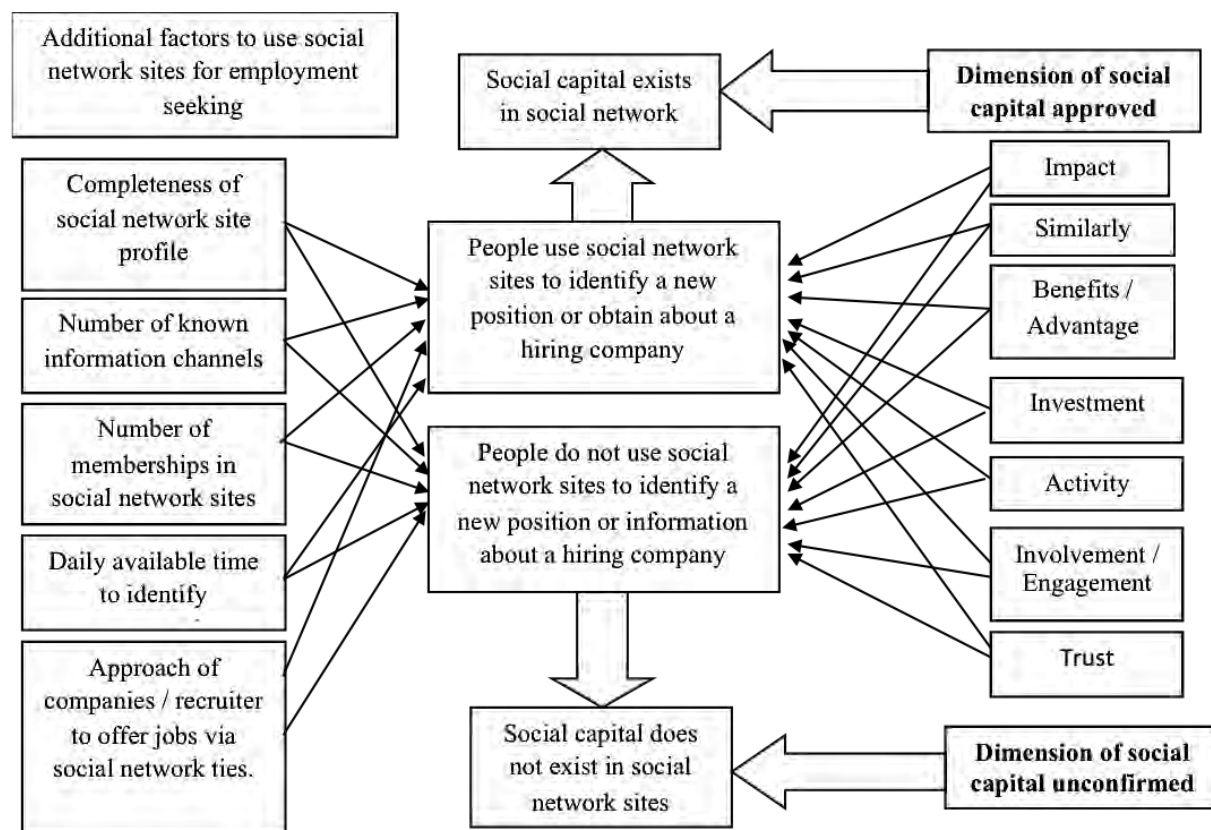 Additional factors to use social
network sites for employment
seeking
Completeness of
social network site
profile
Number of known
information channels
Number of
memberships in
social network sites
Daily available time
to identify
Approach of
companies / recruiter
to offer jobs via
social network ties.
Social capital exists
in social network
People use social network
sites to identify a new
position or obtain about a
hiring company
People do not use social
network sites to identify a
new position or information
about a hiring company
Social capital does
not exist in social
network sites
Dimension of social
capital approved
Impact
Similarly
Benefits /
Advantage
Investment
Activity
Involvement /
Engagement
Trust
Dimension of social
capital unconfirmed